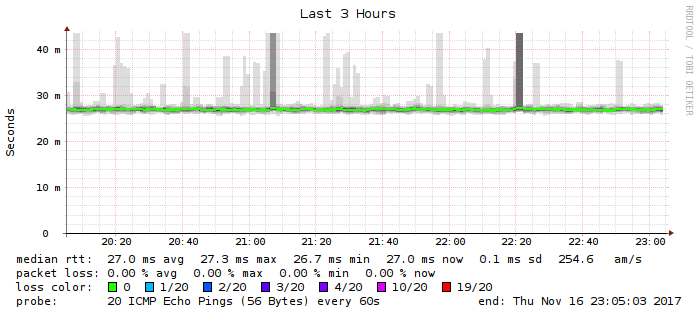 Last 3 Hours
RRDTOOL / TOBI OETIKER
Seconds
40 m
30 m
20 m
10 m
0
20:20 20:40 21:00 21:20 21:40 22:00 22:20 22:40 23:00
median rtt: 27.0 ms avg 27.3 ms max 26.7 ms min 27.0 ms now 0.1 ms sd 254.6 am/s
packet loss: 0.00 % avg 0.00 % max 0.00 % min 0.00 % now
loss color: 0 1/20 2/20 3/20 4/20 10/20 19/20
probe: 20 ICMP Echo Pings (56 Bytes) every 60s end: Thu Nov 16 23:05:03 2017